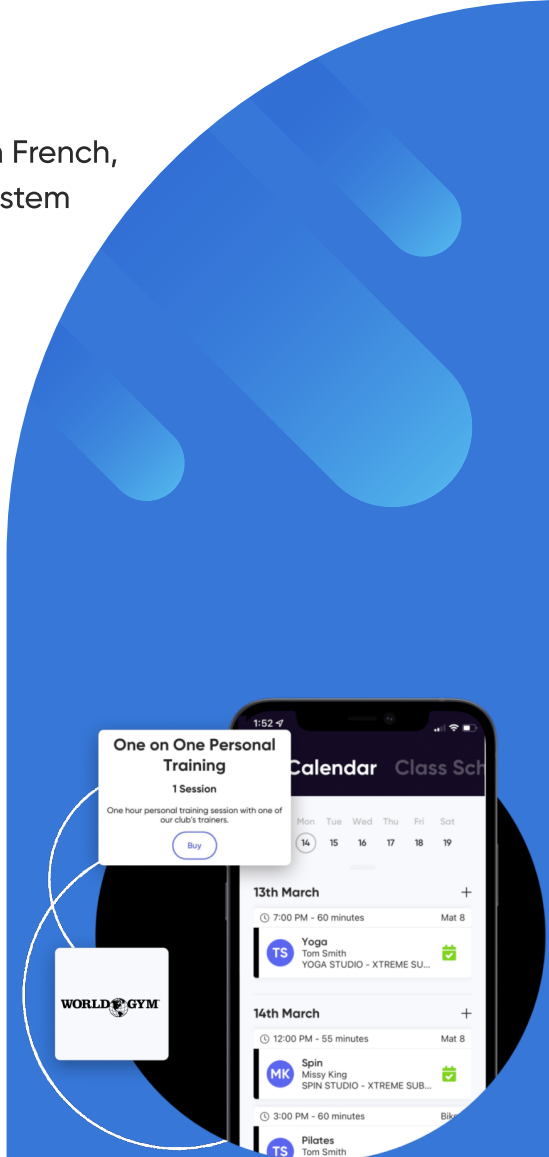 French,
stem
1:52
One on One Personal
Training
1 Session
One hour personal training session with one of
our club's trainers.
Buy
Calendar Class Sch
Mon Tue Wed Thu Fri Sat
14 15 16 17 18 19
13th March +
7:00 PM - 60 minutes Mat 8
TS
Yoga
Tom Smith
YOGA STUDIO - XTREME SU...
WORLD GYM
14th March +
12:00 PM - 55 minutes Mat 8
MK
Spin
Missy King
SPIN STUDIO - XTREME SUB...
3:00 PM - 60 minutes Bik
TS
Pilates
Tom Smith